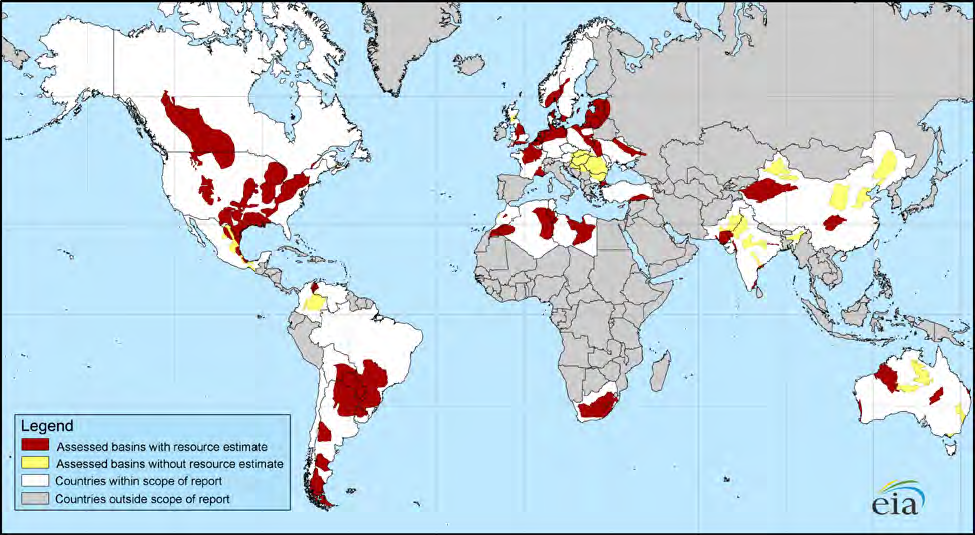 Legend
Assessed basins with resource estimate
Assessed basins without resource estimate
Countries within scope of report
Countries outside scope of report
eia